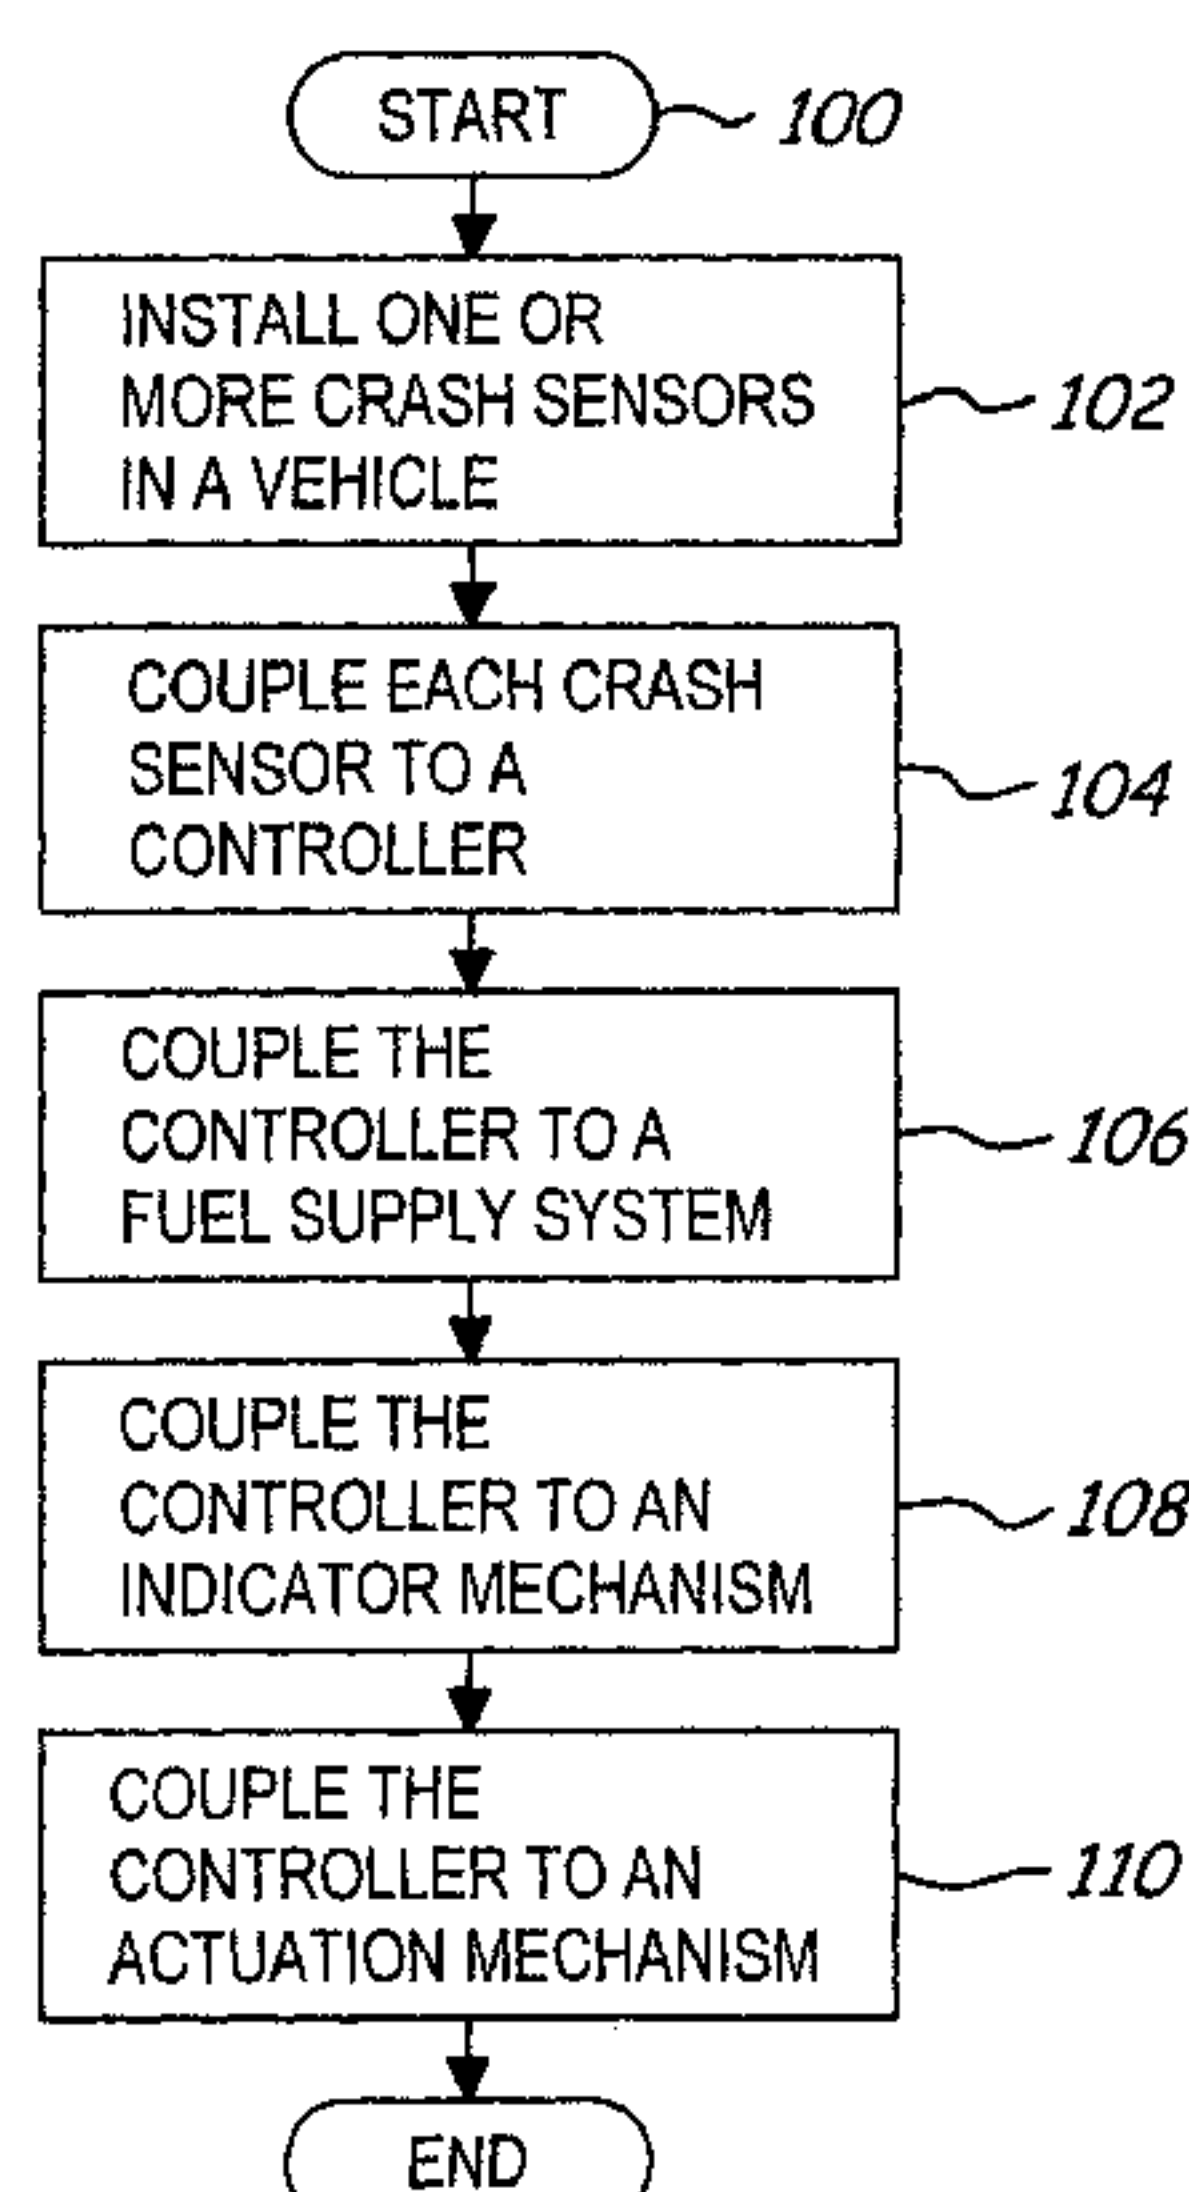 START
100
INSTALL ONE OR
MORE CRASH SENSORS
IN A VEHICLE
102
COUPLE EACH CRASH
SENSOR TO A
CONTROLLER
104
COUPLE THE
CONTROLLER TO A
FUEL SUPPLY SYSTEM
106
COUPLE THE
CONTROLLER TO AN
INDICATOR MECHANISM
108
COUPLE THE
CONTROLLER TO AN
ACTUATION MECHANISM
110
END